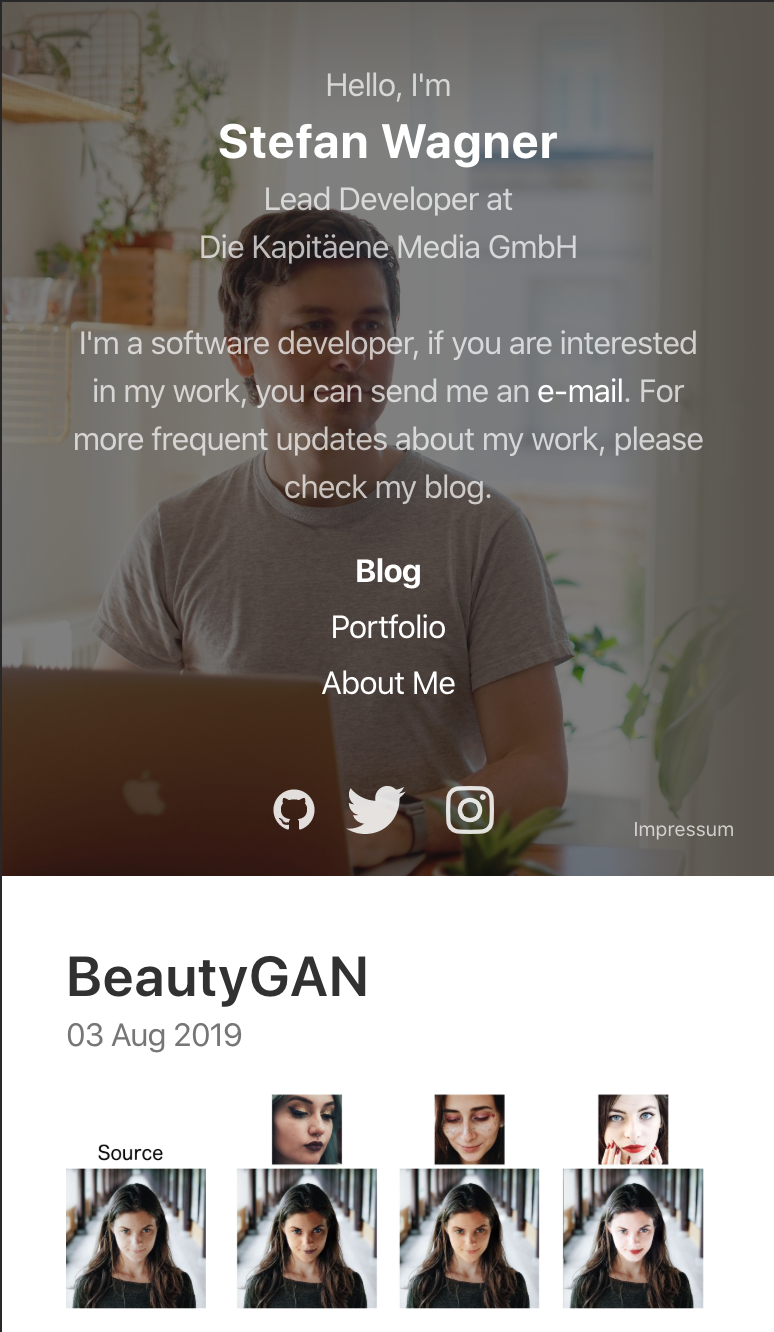 Hello, I'm
Stefan Wagner
Lead Developer at
Die Kapitäene Media GmbH
I'm a software developer, if you are interested
in my work, you can send me an e-mail. For
more frequent updates about my work, please
check my blog.
Blog
Portfolio
About Me
Impressum
BeautyGAN
03 Aug 2019
Source